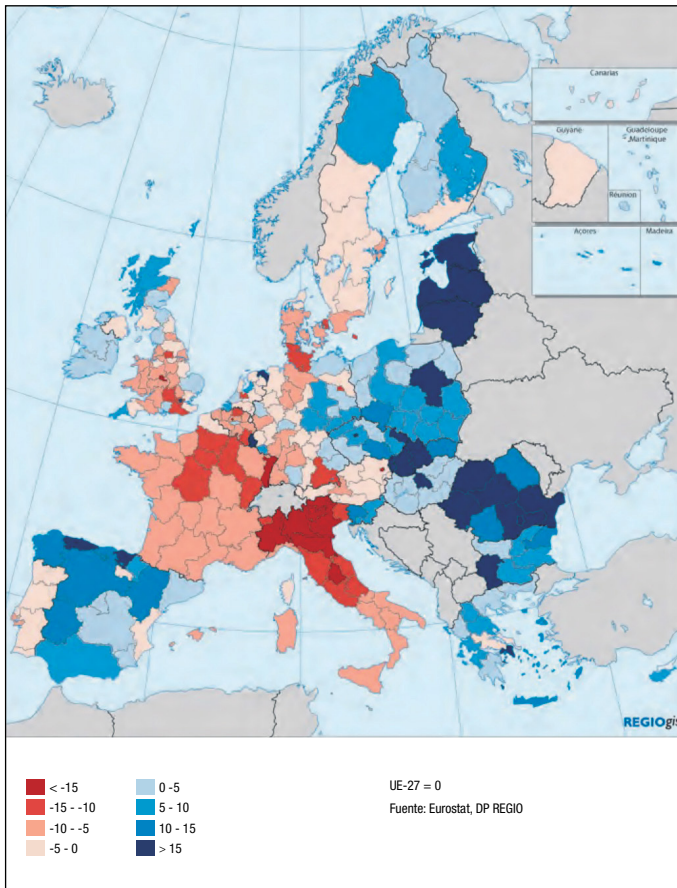 Canarias
Guyane
Guadeloupe
Martinique
Réunion
Açores
Madeira
REGIOgis
< -15
-15 - -10
-10 - -5
-5 - 0
0 -5
5 - 10
10 - 15
> 15
UE-27 = 0
Fuente: Eurostat, DP REGIO